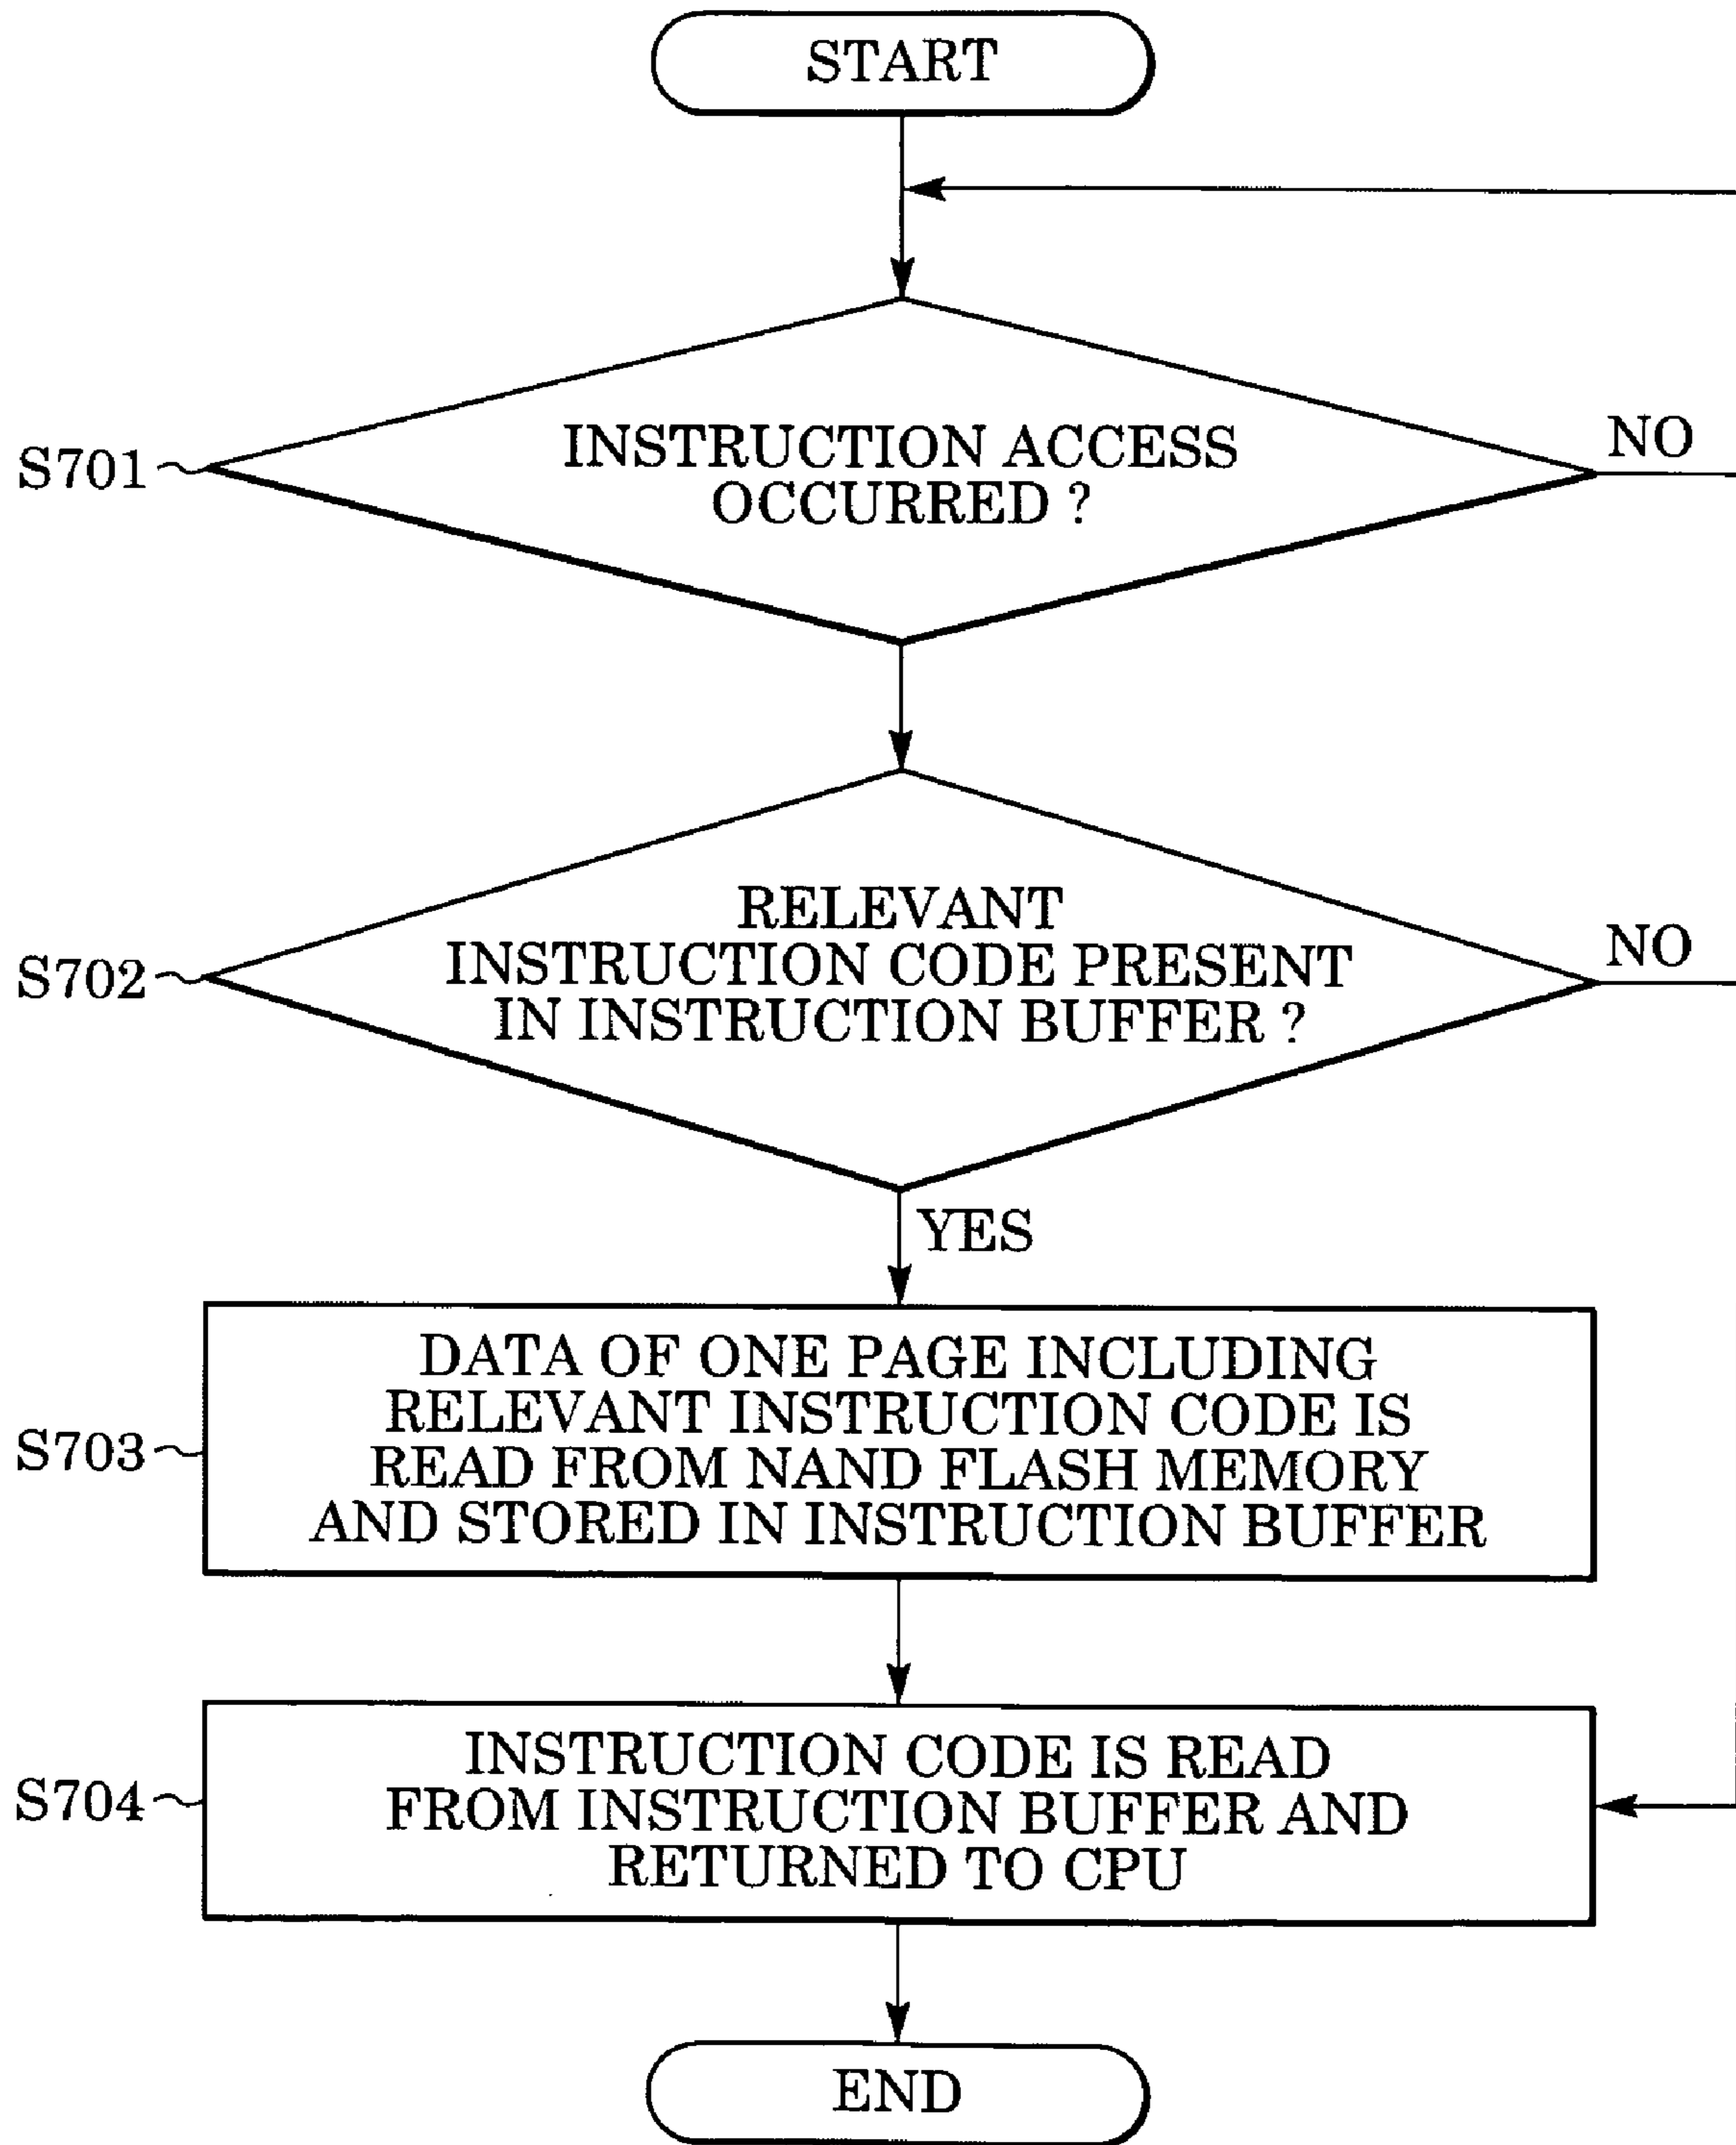 START
INSTRUCTION ACCESS
OCCURRED ?
NO
S701
RELEVANT
INSTRUCTION CODE PRESENT
IN INSTRUCTION BUFFER ?
NO
S702
YES
DATA OF ONE PAGE INCLUDING
RELEVANT INSTRUCTION CODE IS
READ FROM NAND FLASH MEMORY
AND STORED IN INSTRUCTION BUFFER
S703
INSTRUCTION CODE IS READ
FROM INSTRUCTION BUFFER AND
RETURNED TO CPU
S704
END